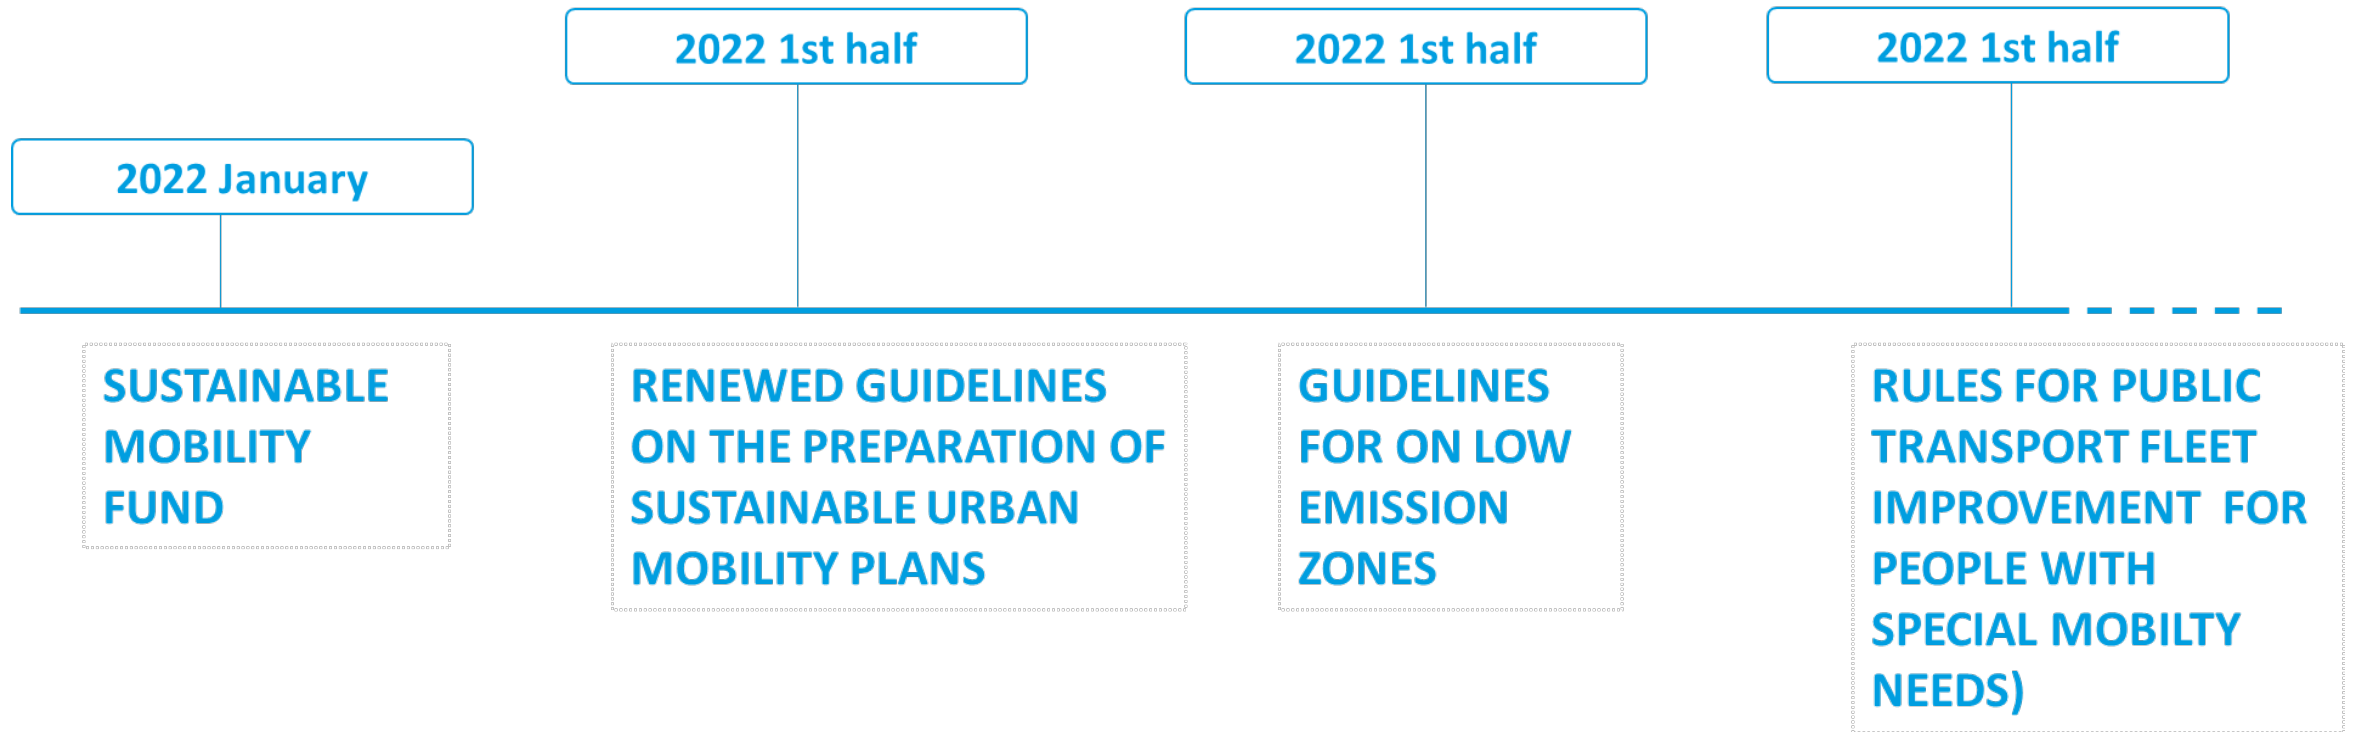 2022 January
2022 1st half
2022 1st half
2022 1st half
SUSTAINABLE
MOBILITY
FUND
RENEWED GUIDELINES
ON THE PREPARATION OF
SUSTAINABLE URBAN
MOBILITY PLANS
GUIDELINES
FOR ON LOW
EMISSION
ZONES
RULES FOR PUBLIC
TRANSPORT FLEET
IMPROVEMENT  FOR
PEOPLE WITH
SPECIAL MOBILTY
NEEDS)